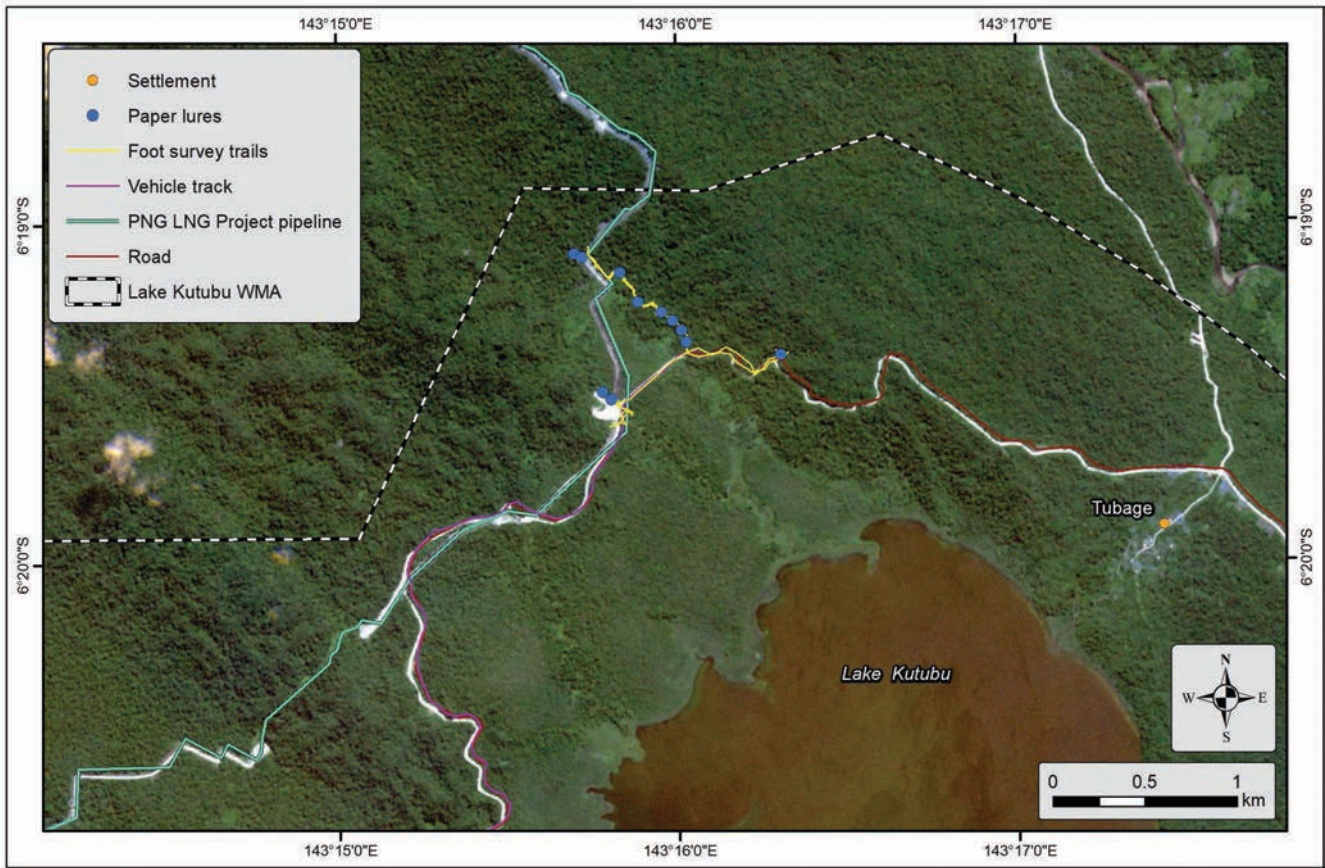 143°15'0"E
143°16'0"E
143°17'0"E
Settlement
Paper lures
Foot survey trails
Vehicle track
PNG LNG Project pipeline
Road
Lake Kutubu WMA
6°19'0"S
6°19'0"S
Tubage
6°20'0"S
6°20'0"S
Lake Kutubu
N
W
E
S
0
0.5
1
km
143°15'0"E
143°16'0"E
143°17'0"E